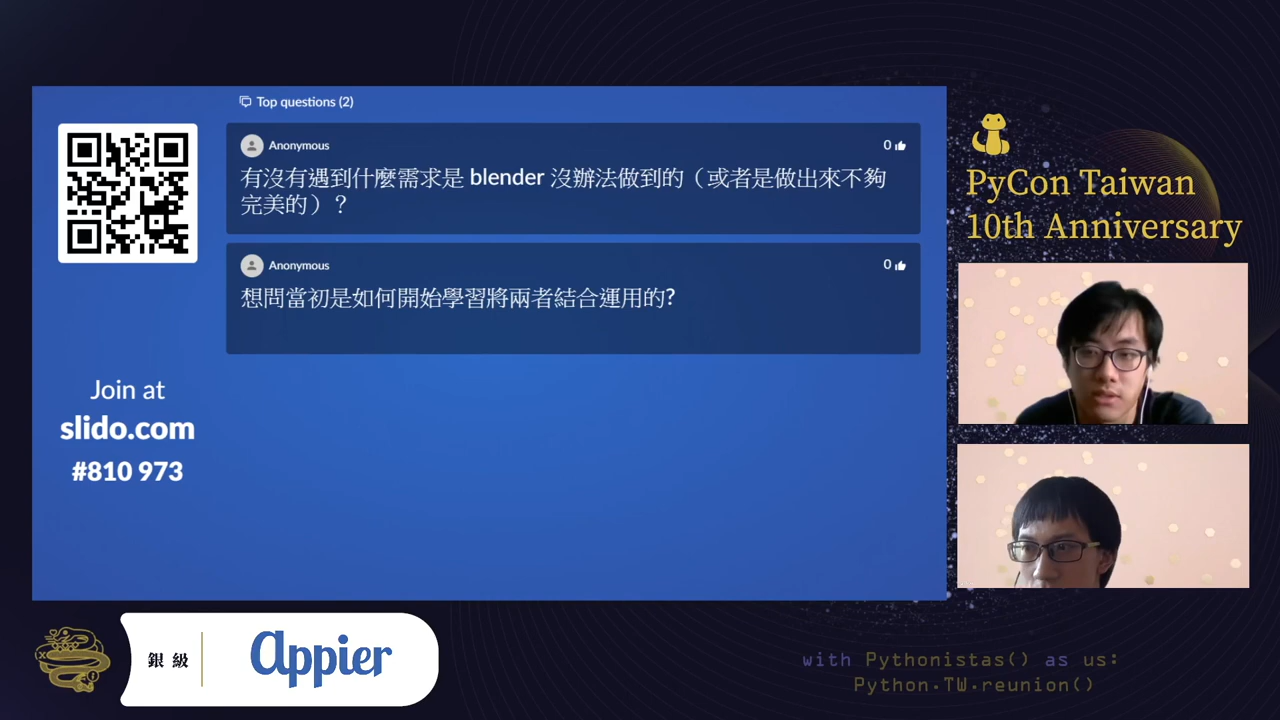 Top questions (2)
Anonymous
0
有沒有遇到什麼需求是 blender 沒辦法做到的（或者是做出來不夠
完美的）？
Anonymous
0
想問當初是如何開始學習將兩者結合運用的?
Join at
slido.com
#810 973
PyCon Taiwan
10th Anniversary
銀級
Appier
with Pythonistas() as us:
Python.TW.reunion()